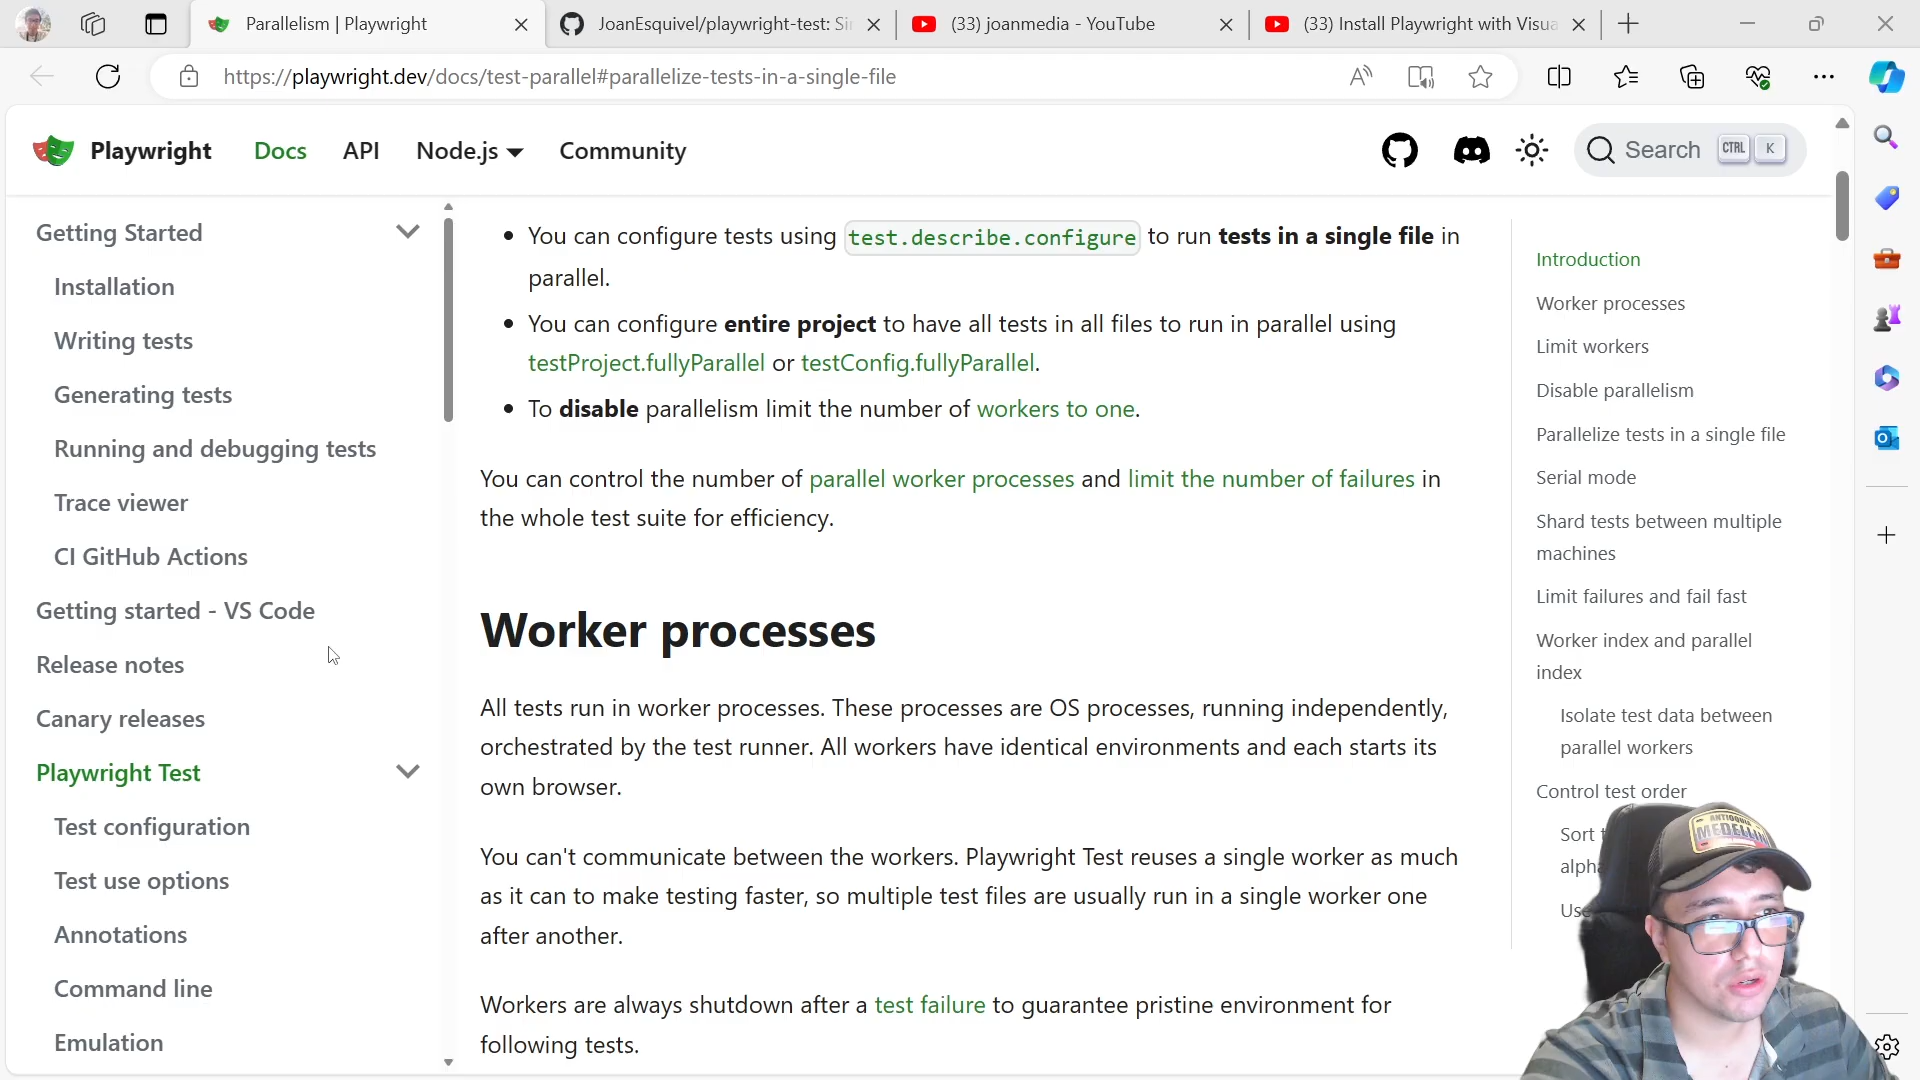 Parallelism | Playwright
JoanEsquivel/playwright-test: Si
(33) joanmedia - YouTube
(33) Install Playwright with Visua
https://playwright.dev/docs/test-parallel#parallelize-tests-in-a-single-file
Playwright
Docs
API
Node.js
Community
Search
CTRL
K
Getting Started
Installation
Writing tests
Generating tests
Running and debugging tests
Trace viewer
CI GitHub Actions
Getting started - VS Code
Release notes
Canary releases
Playwright Test
Test configuration
Test use options
Annotations
Command line
Emulation
You can configure tests using test.describe.configure to run tests in a single file in
parallel.
You can configure entire project to have all tests in all files to run in parallel using
testProject.fullyParallel or testConfig.fullyParallel.
To disable parallelism limit the number of workers to one.
You can control the number of parallel worker processes and limit the number of failures in
the whole test suite for efficiency.
Worker processes
All tests run in worker processes. These processes are OS processes, running independently,
orchestrated by the test runner. All workers have identical environments and each starts its
own browser.
You can't communicate between the workers. Playwright Test reuses a single worker as much
as it can to make testing faster, so multiple test files are usually run in a single worker one
after another.
Workers are always shutdown after a test failure to guarantee pristine environment for
following tests.
Introduction
Worker processes
Limit workers
Disable parallelism
Parallelize tests in a single file
Serial mode
Shard tests between multiple
machines
Limit failures and fail fast
Worker index and parallel
index
Isolate test data between
parallel workers
Control test order
Sort t
alpha
Use
ANTIOQUIA
MEDELLIN